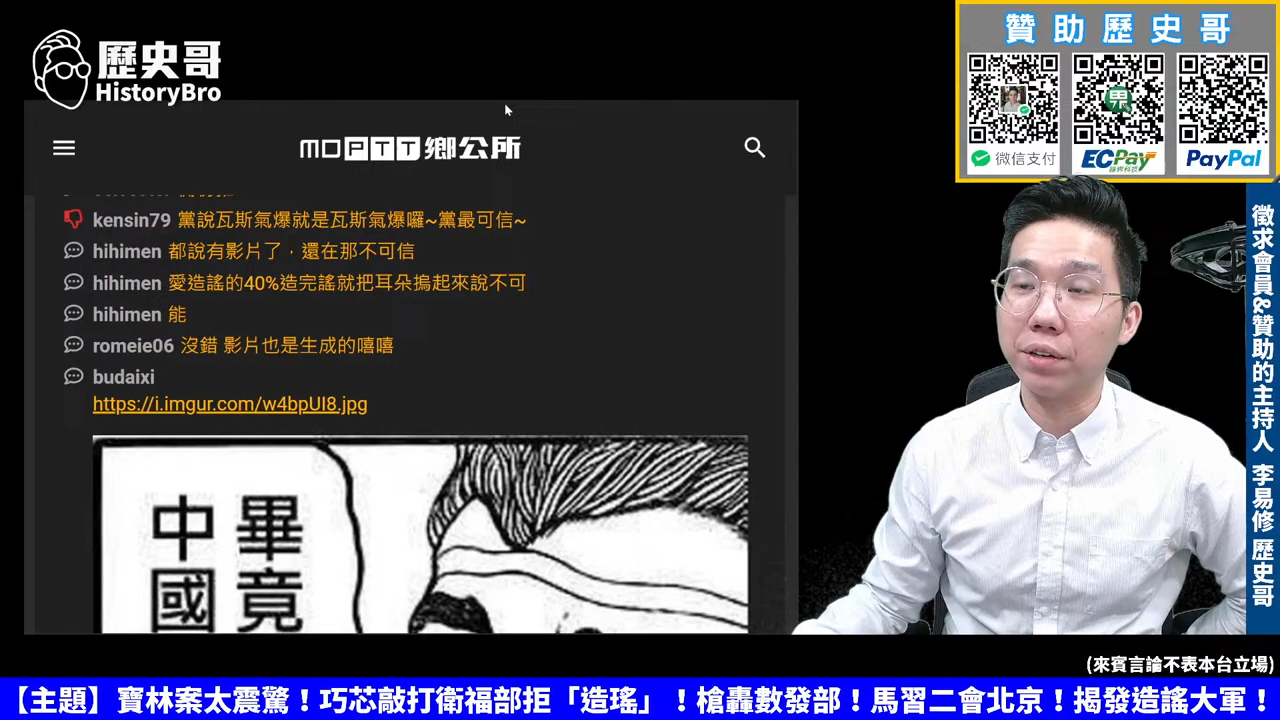 歷史哥
HistoryBro
贊助歷史哥
微信支付
ECPay
綠界科技
PayPal
MOPTT鄉公所
kensin79 黨說瓦斯氣爆就是瓦斯氣爆囉~黨最可信~
hihimen 都說有影片了，還在那不可信
hihimen 愛造謠的40%造完謠就把耳朵摀起來說不可
hihimen 能
romeie06 沒錯 影片也是生成的嘻嘻
budaixi
https://i.imgur.com/w4bpUI8.jpg
畢竟
中國
徵求會員&贊助的主持人 李易修 歷史哥
(來賓言論不表本台立場)
【主題】寶林案太震驚！巧芯敲打衛福部拒「造瑤」！槍轟數發部！馬習二會北京！揭發造謠大軍！